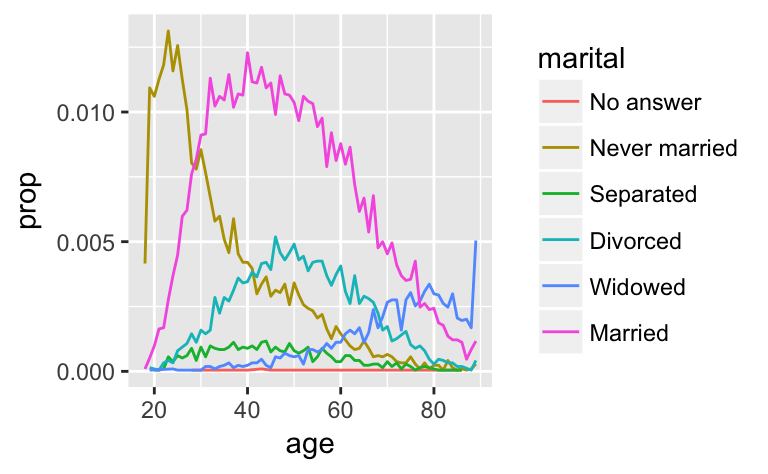 prop
0.010
0.005
0.000
20 40 60 80
age
marital
No answer
Never married
Separated
Divorced
Widowed
Married